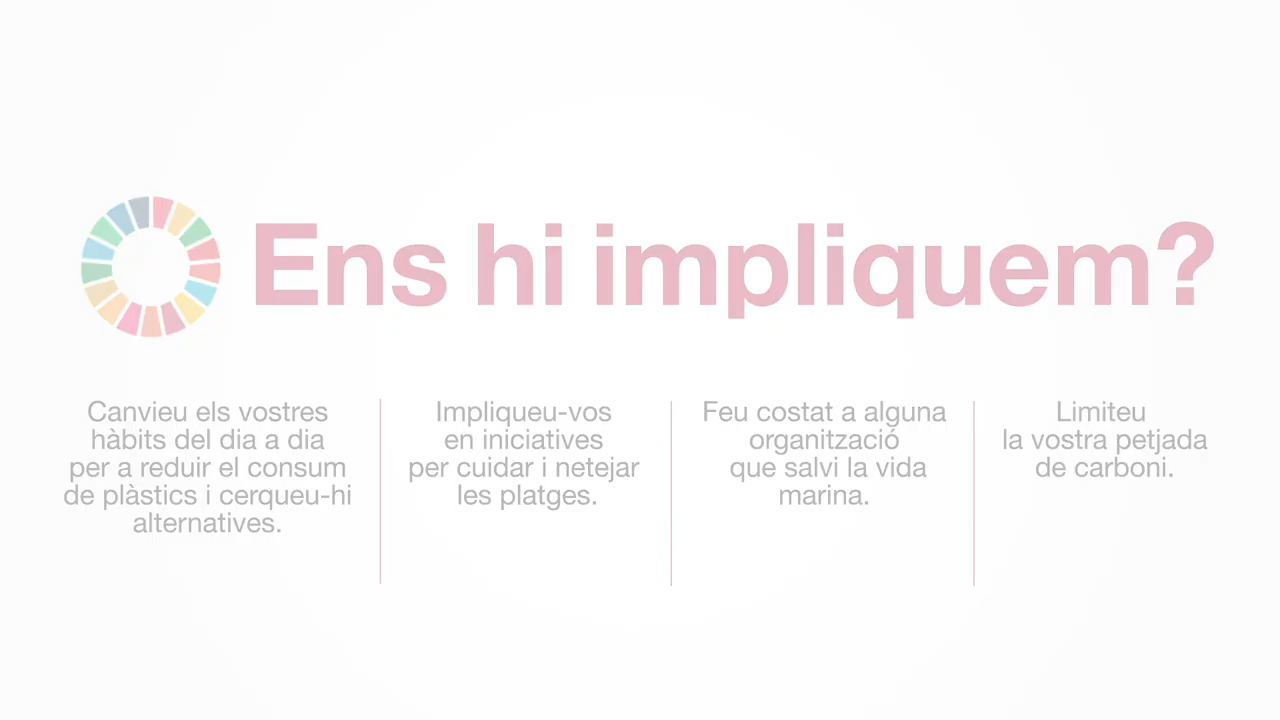 Ens hi impliquem?
Canvieu els vostres
hàbits del dia a dia
per a reduir el consum
de plàstics i cerqueu-hi
alternatives.
Impliqueu-vos
en iniciatives
per cuidar i netejar
les platges.
Feu costat a alguna
organització
que salvi la vida
marina.
Limiteu
la vostra petjada
de carboni.